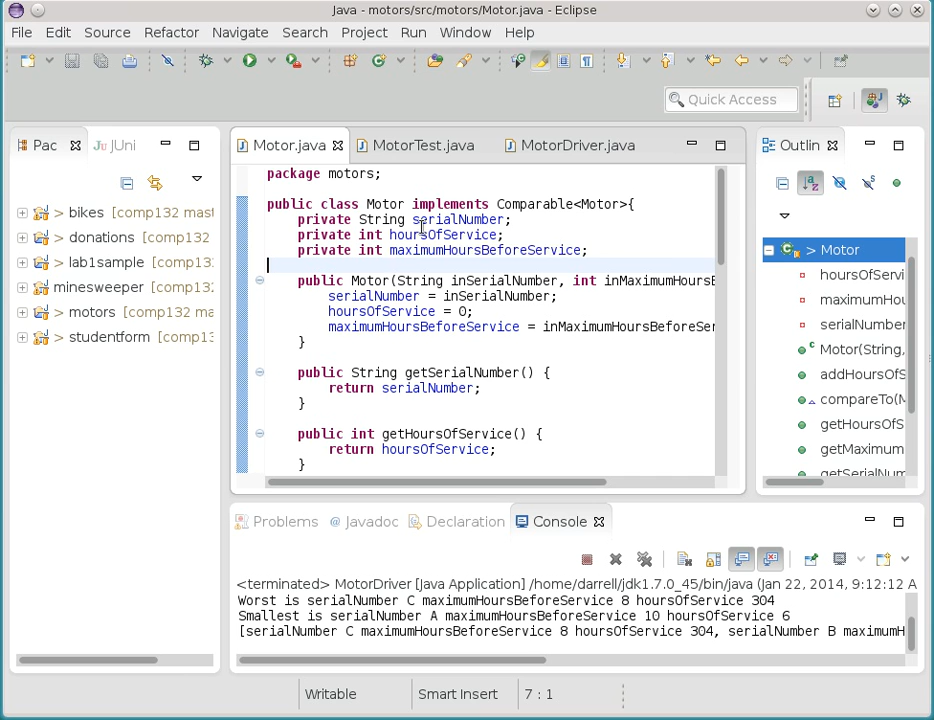 Java - motors/src/motors/Motor.java - Eclipse
File Edit Source Refactor Navigate Search Project Run Window Help
Quick Access
Pac JUni
Motor.java MotorTest.java MotorDriver.java
Outlin
> bikes [comp132 mast
> donations [comp132
> lab1sample [comp132
minesweeper [comp132
> motors [comp132 ma
> studentform [comp13
package motors;
public class Motor implements Comparable<Motor>{
private String serialNumber;
private int hoursOfService;
private int maximumHoursBeforeService;
public Motor(String inSerialNumber, int inMaximumHoursB
serialNumber = inSerialNumber;
hoursOfService = 0;
maximumHoursBeforeService = inMaximumHoursBeforeSer
}
public String getSerialNumber() {
return serialNumber;
}
public int getHoursOfService() {
return hoursOfService;
}
> Motor
hoursOfServi
maximumHou
serialNumber
Motor(String,
addHoursOfS
compareTo(M
getHoursOfS
getMaximum
getSerialNum
Problems @ Javadoc Declaration Console
<terminated> MotorDriver [Java Application] /home/darrell/jdk1.7.0_45/bin/java (Jan 22, 2014, 9:12:12 A
Worst is serialNumber C maximumHoursBeforeService 8 hoursOfService 304
Smallest is serialNumber A maximumHoursBeforeService 10 hoursOfService 6
[serialNumber C maximumHoursBeforeService 8 hoursOfService 304, serialNumber B maximumH
Writable Smart Insert 7 : 1